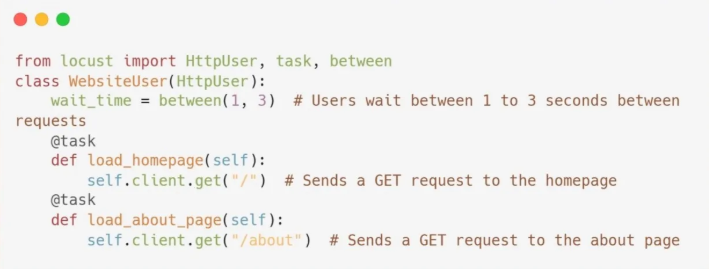 from locust import HttpUser, task, between
class WebsiteUser(HttpUser):
    wait_time = between(1, 3)  # Users wait between 1 to 3 seconds between
requests
    @task
    def load_homepage(self):
        self.client.get("/")  # Sends a GET request to the homepage
    @task
    def load_about_page(self):
        self.client.get("/about")  # Sends a GET request to the about page